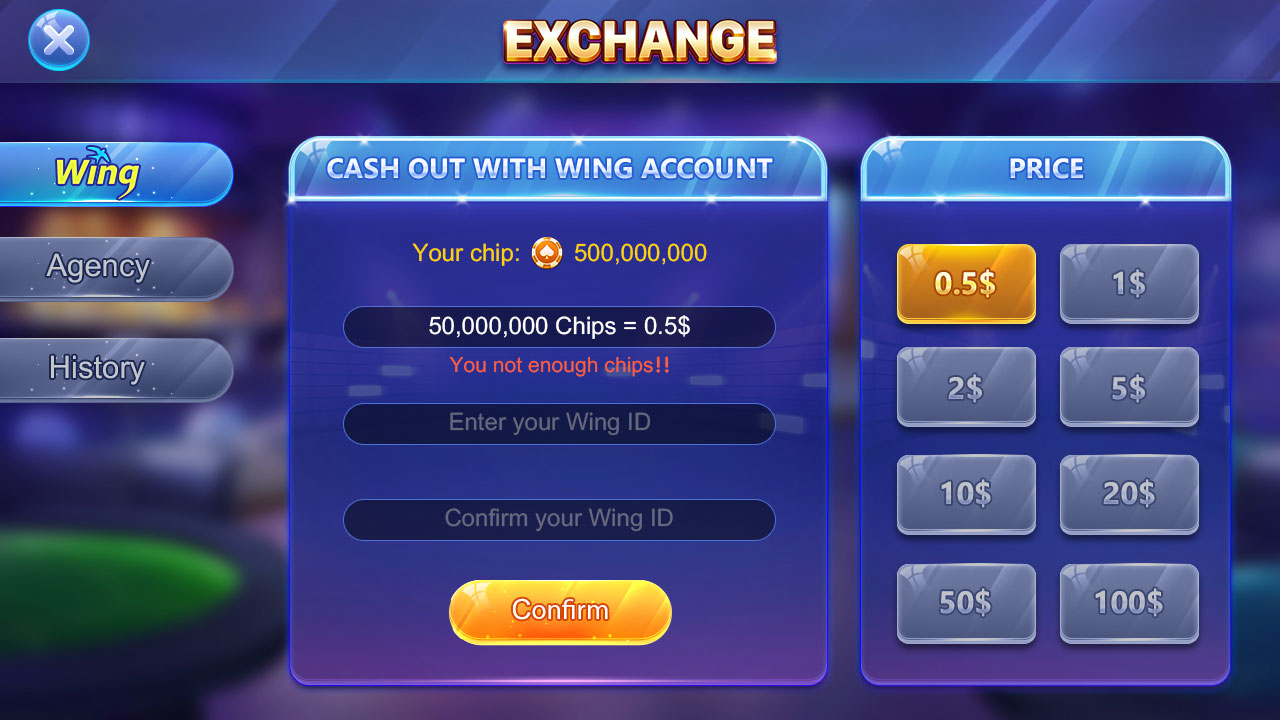 EXCHANGE
Wing
Agency
History
CASH OUT WITH WING ACCOUNT
Your chip: 500,000,000
50,000,000 Chips = 0.5$
You not enough chips!!
Enter your Wing ID
Confirm your Wing ID
Confirm
PRICE
0.5$ 1$
2$ 5$
10$ 20$
50$ 100$